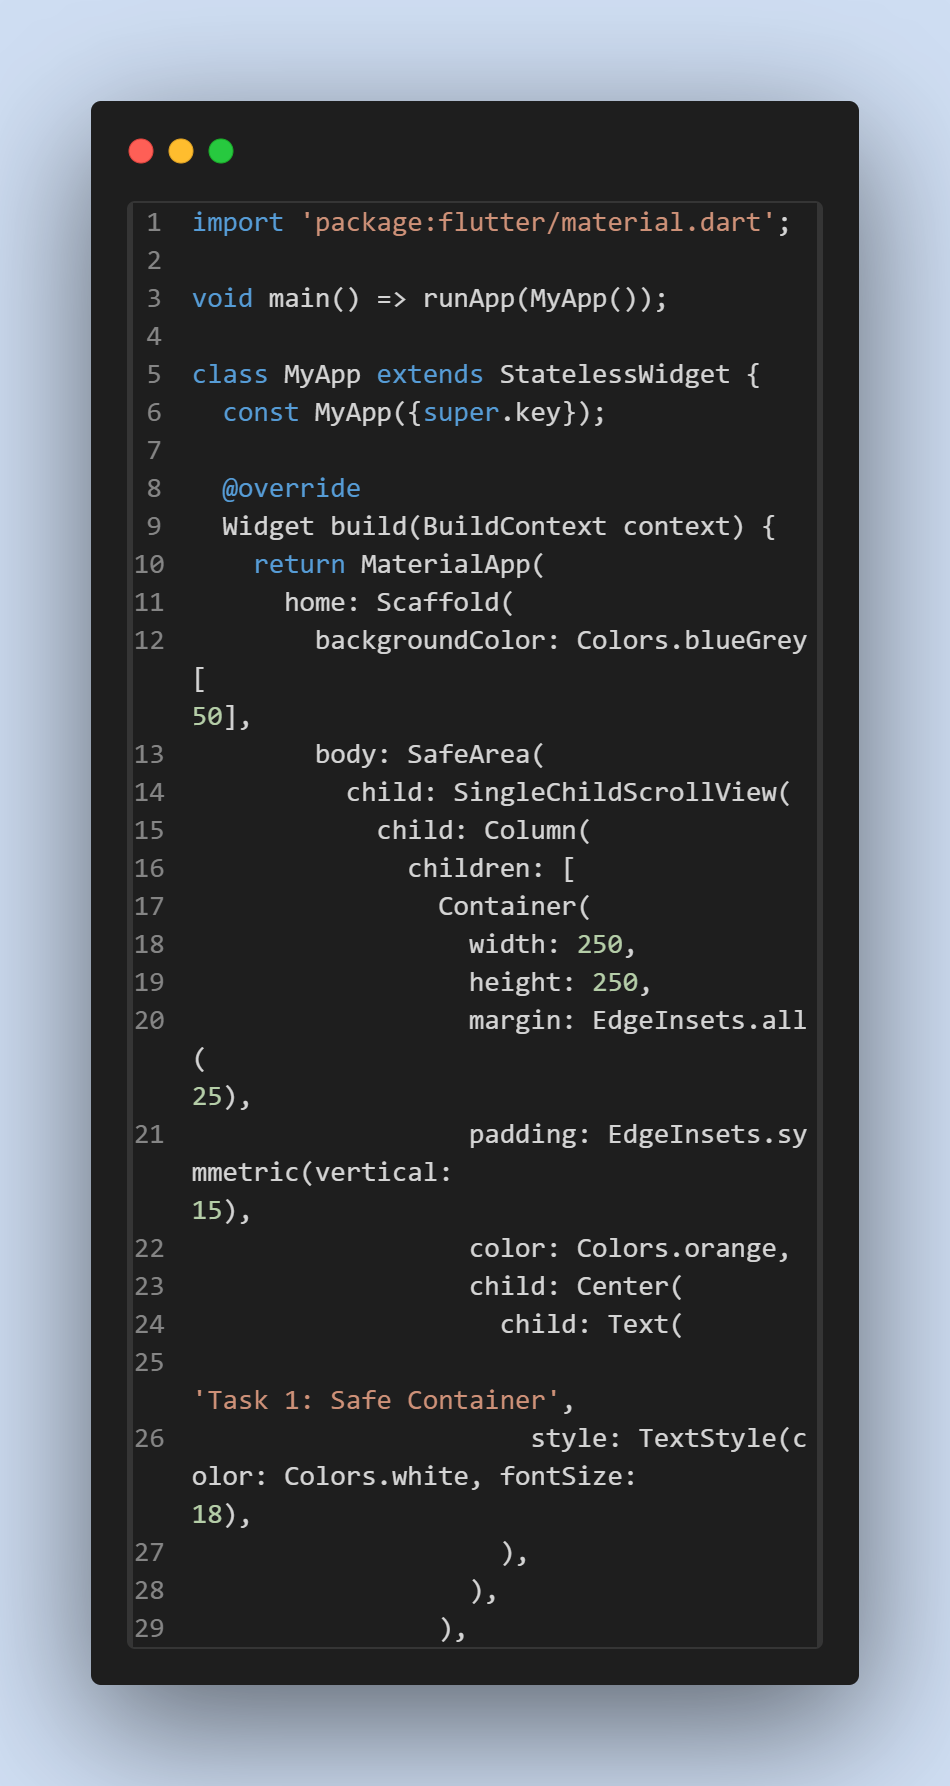 1 import 'package:flutter/material.dart';
2
3 void main() => runApp(MyApp());
4
5 class MyApp extends StatelessWidget {
6   const MyApp({super.key});
7
8   @override
9   Widget build(BuildContext context) {
10     return MaterialApp(
11       home: Scaffold(
12         backgroundColor: Colors.blueGrey
[
50],
13         body: SafeArea(
14           child: SingleChildScrollView(
15             child: Column(
16               children: [
17                 Container(
18                   width: 250,
19                   height: 250,
20                   margin: EdgeInsets.all
(
25),
21                   padding: EdgeInsets.sy
mmetric(vertical:
15),
22                   color: Colors.orange,
23                   child: Center(
24                     child: Text(
25
'Task 1: Safe Container',
26                       style: TextStyle(c
olor: Colors.white, fontSize:
18),
27                     ),
28                   ),
29                 ),